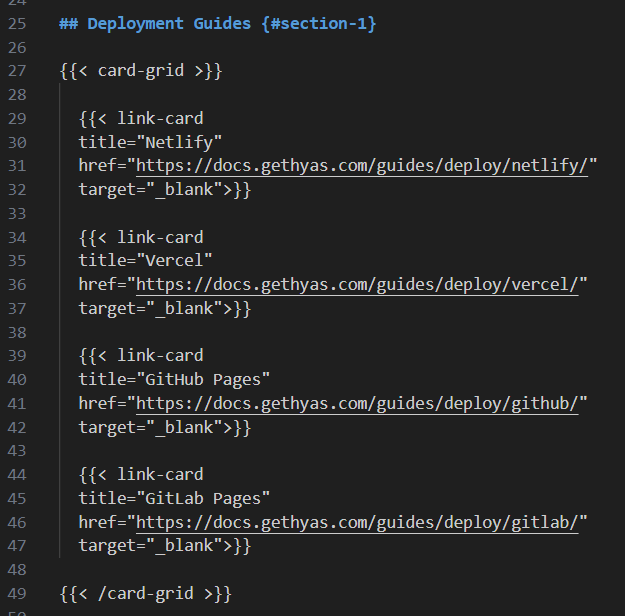 24
25 ## Deployment Guides {#section-1}
26
27 {{< card-grid >}}
28
29 {{< link-card
30 title="Netlify"
31 href="https://docs.gethyas.com/guides/deploy/netlify/"
32 target="_blank">}}
33
34 {{< link-card
35 title="Vercel"
36 href="https://docs.gethyas.com/guides/deploy/vercel/"
37 target="_blank">}}
38
39 {{< link-card
40 title="GitHub Pages"
41 href="https://docs.gethyas.com/guides/deploy/github/"
42 target="_blank">}}
43
44 {{< link-card
45 title="GitLab Pages"
46 href="https://docs.gethyas.com/guides/deploy/gitlab/"
47 target="_blank">}}
48
49 {{< /card-grid >}}
50